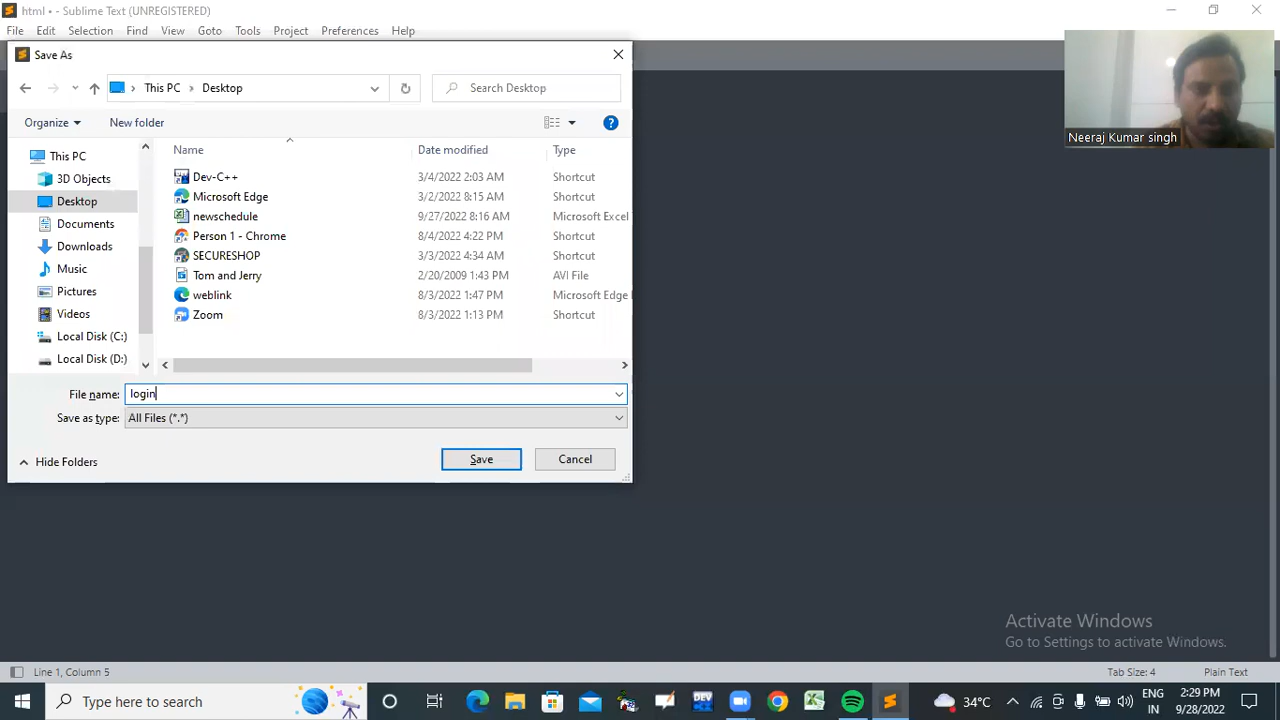 html • - Sublime Text (UNREGISTERED)
File Edit Selection Find View Goto Tools Project Preferences Help
Save As
This PC > Desktop
Search Desktop
Organize New folder
Name Date modified Type
This PC
3D Objects
Desktop
Documents
Downloads
Music
Pictures
Videos
Local Disk (C:)
Local Disk (D:)
Dev-C++ 3/4/2022 2:03 AM Shortcut
Microsoft Edge 3/2/2022 8:15 AM Shortcut
newschedule 9/27/2022 8:16 AM Microsoft Excel
Person 1 - Chrome 8/4/2022 4:22 PM Shortcut
SECURESHOP 3/3/2022 4:34 AM Shortcut
Tom and Jerry 2/20/2009 1:43 PM AVI File
weblink 8/3/2022 1:47 PM Microsoft Edge
Zoom 8/3/2022 1:13 PM Shortcut
File name: login
Save as type: All Files (*.*)
Hide Folders
Save Cancel
Neeraj Kumar singh
Activate Windows
Go to Settings to activate Windows.
Line 1, Column 5 Tab Size: 4 Plain Text
Type here to search
DEV
34°C
ENG
IN
2:29 PM
9/28/2022